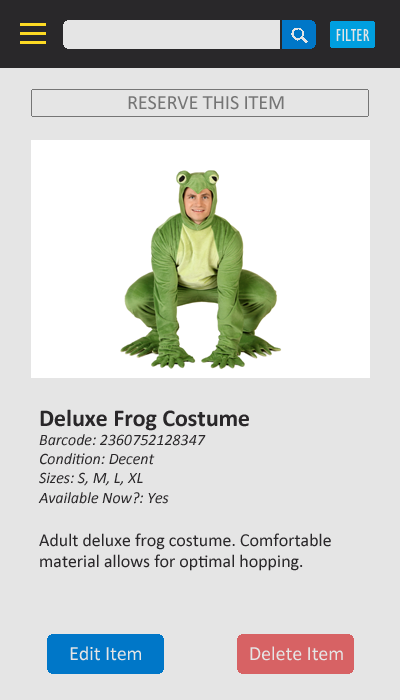 FILTER
RESERVE THIS ITEM
Deluxe Frog Costume
Barcode: 2360752128347
Condition: Decent
Sizes: S, M, L, XL
Available Now?: Yes
Adult deluxe frog costume. Comfortable
material allows for optimal hopping.
Edit Item
Delete Item